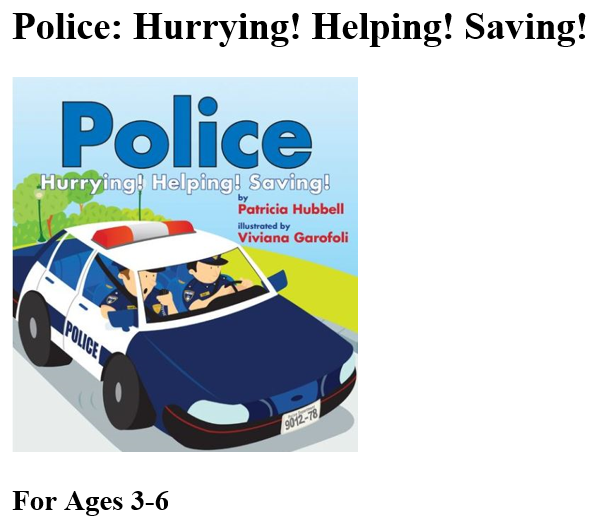 Police: Hurrying! Helping! Saving!
Police
Hurrying! Helping! Saving!
by
Patricia Hubbell
illustrated by
Viviana Garofoli
POLICE
9012-78
For Ages 3-6